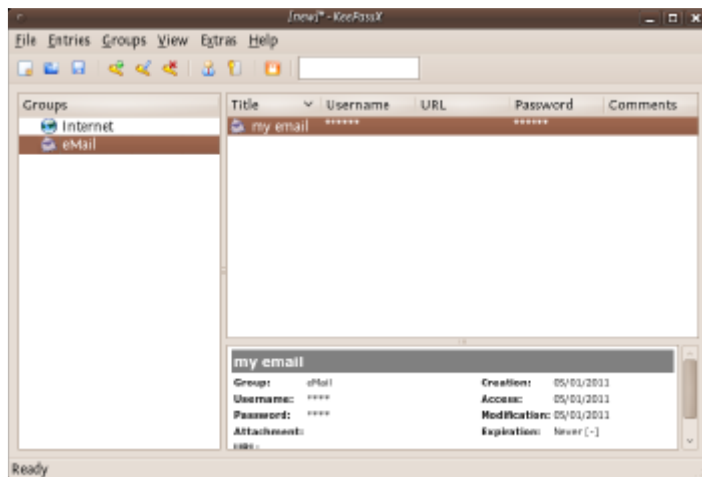 [new]* - KeePassX
File Entries Groups View Extras Help
Groups
Internet
eMail
Title Username URL Password Comments
my email ****** ******
my email
Group: eMail Creation: 05/01/2011
Username: **** Access: 05/01/2011
Password: **** Modification: 05/01/2011
Attachment: Expiration: Never [-]
URL:
Ready